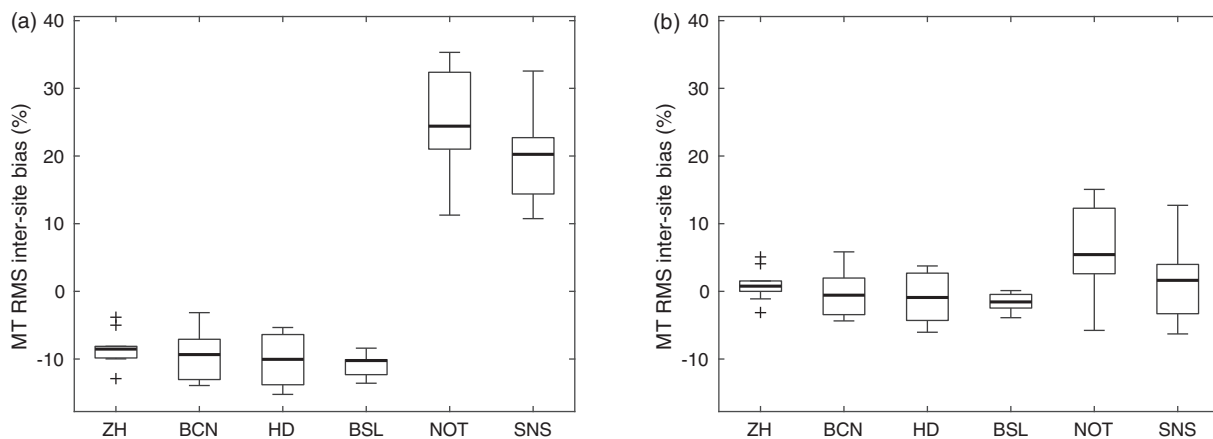 (a)
MT RMS inter-site bias (%)
40
30
20
10
0
-10
ZH BCN HD BSL NOT SNS
(b)
MT RMS inter-site bias (%)
40
30
20
10
0
-10
ZH BCN HD BSL NOT SNS